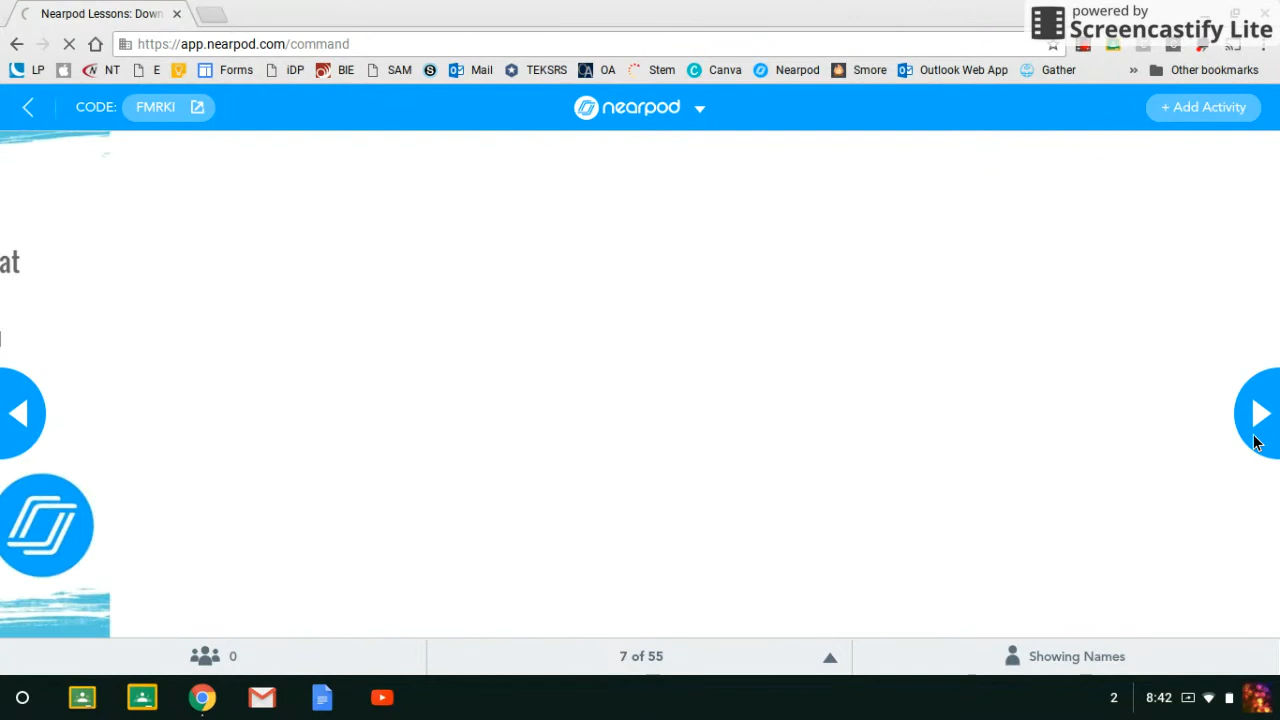 Nearpod Lessons: Down
powered by
Screencastify Lite
https://app.nearpod.com/command
LP NT E Forms iDP BIE SAM Mail TEKSRS OA Stem Canva Nearpod Smore Outlook Web App Gather » Other bookmarks
CODE: FMRKI nearpod + Add Activity
at
0 7 of 55 Showing Names
2 8:42